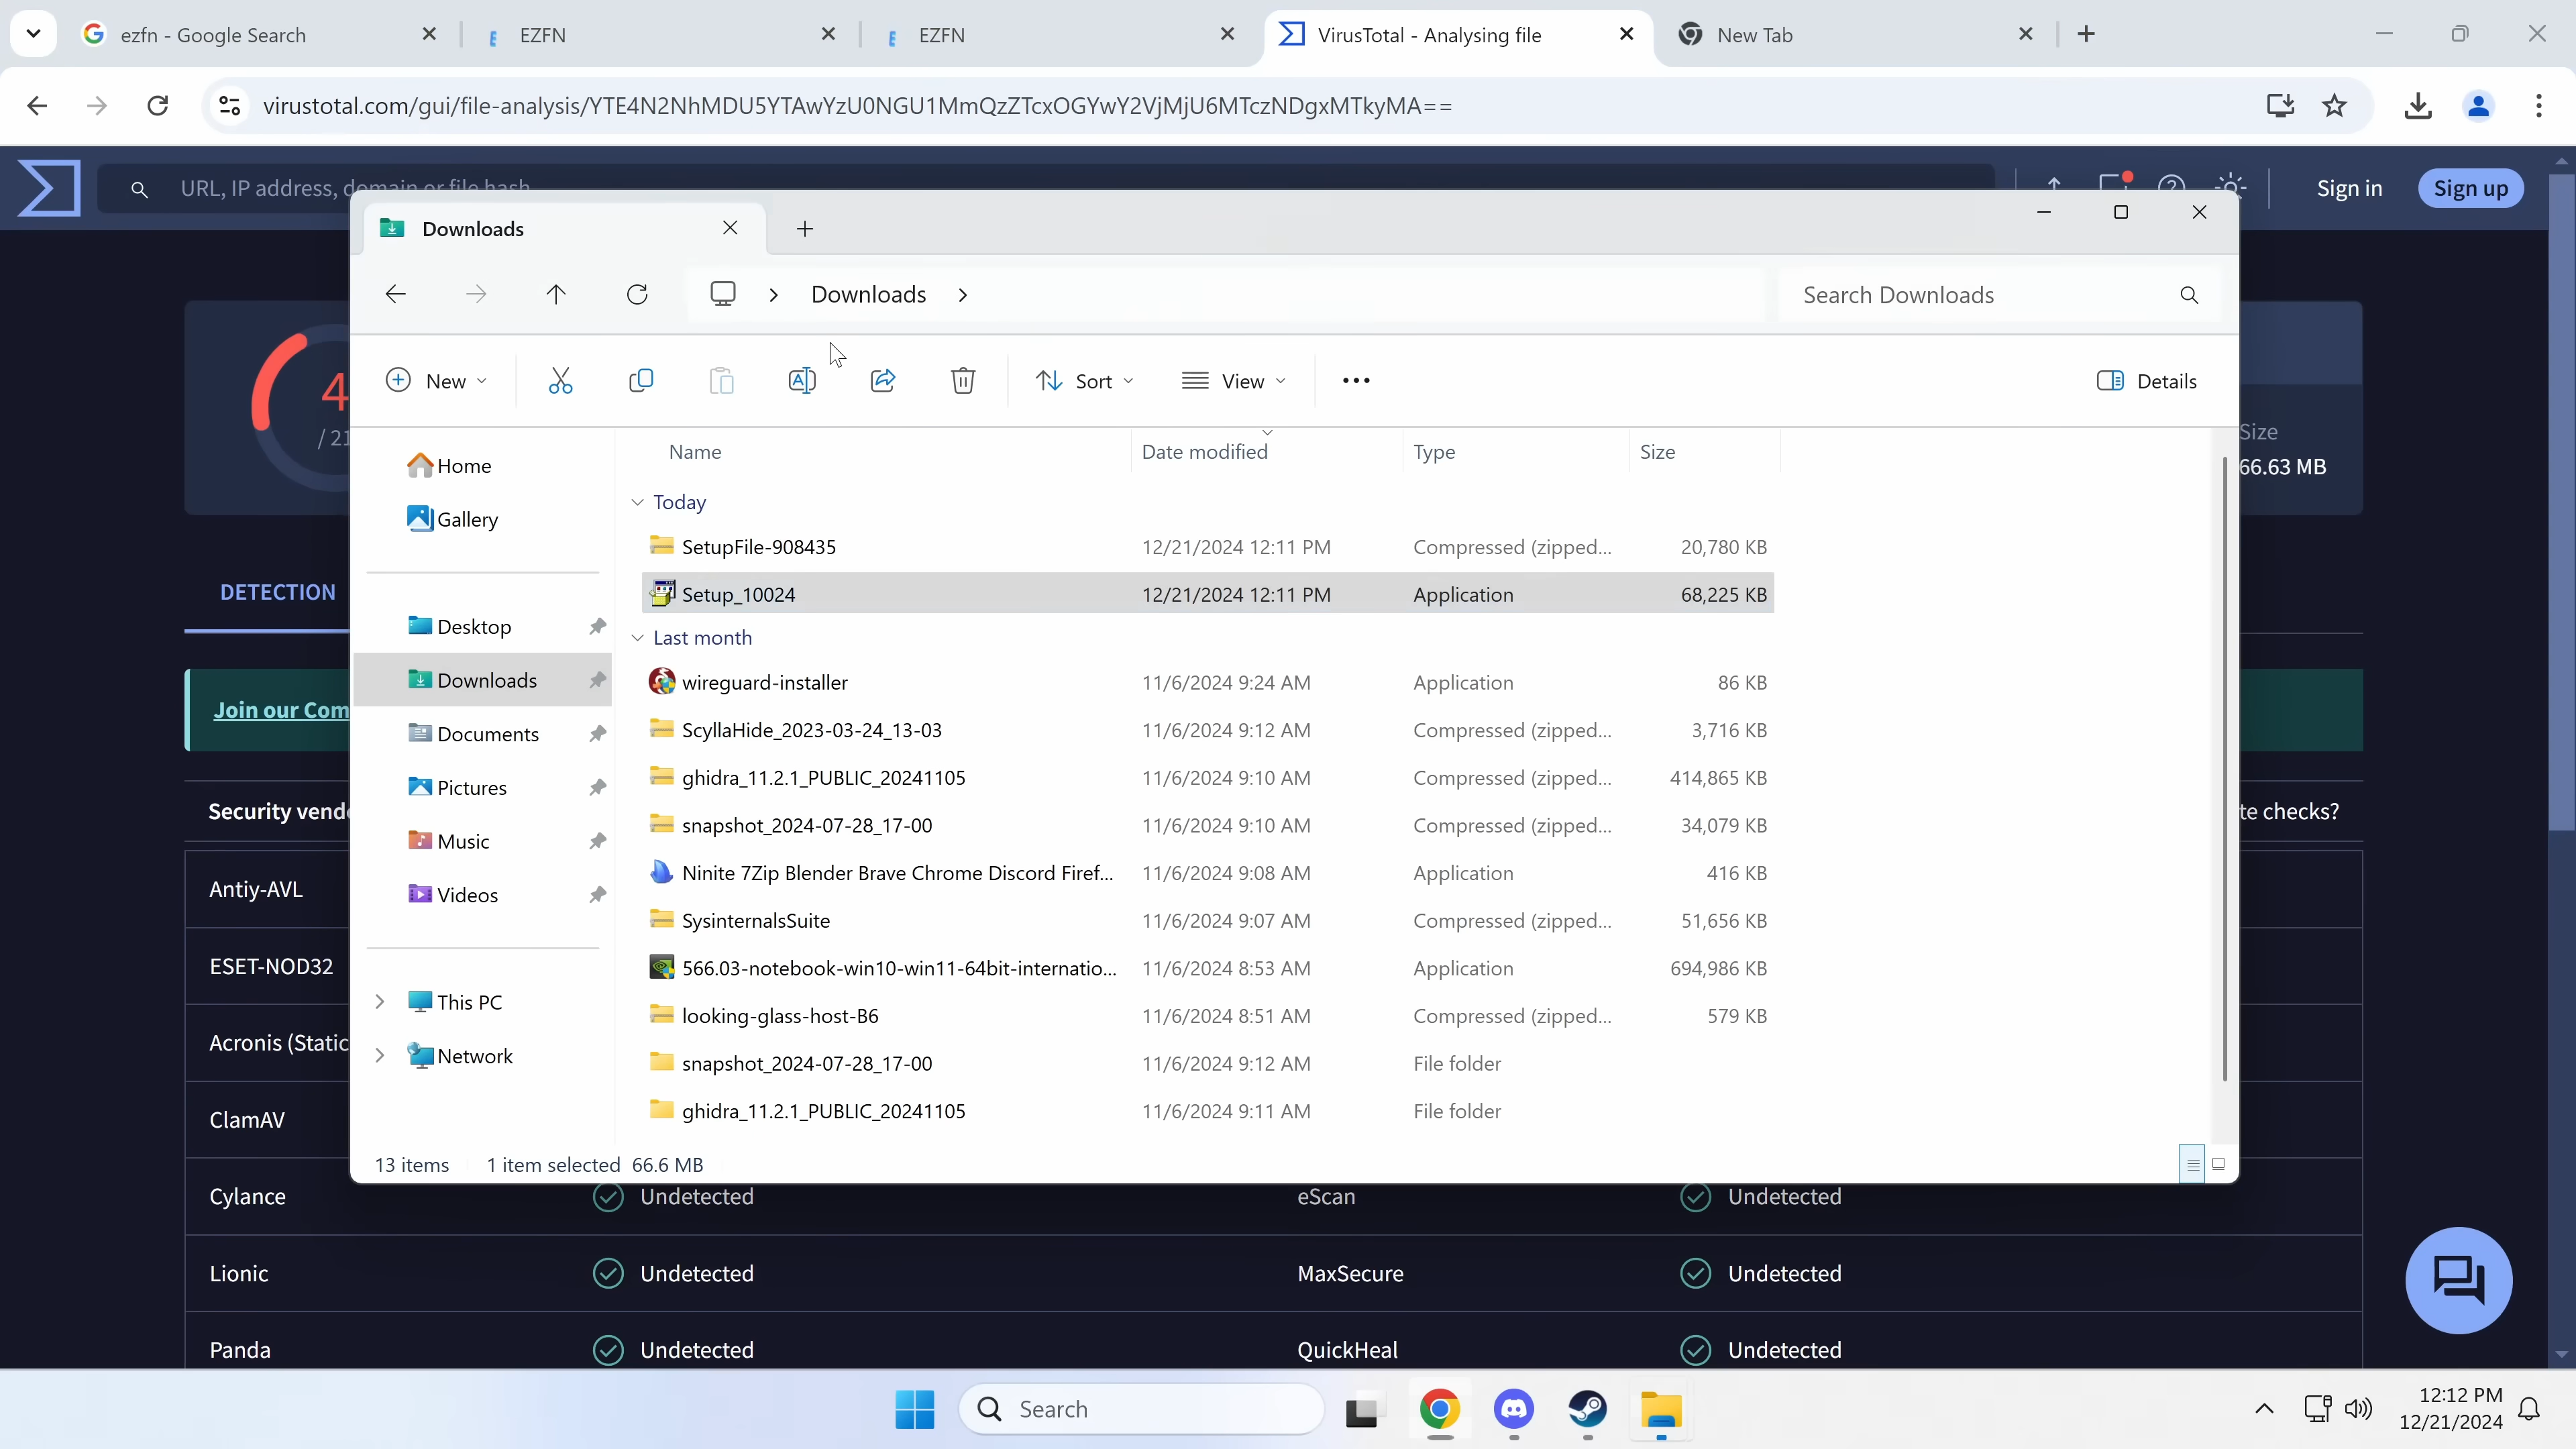 ezfn - Google Search
EZFN
EZFN
VirusTotal - Analysing file
New Tab
virustotal.com/gui/file-analysis/YTE4N2NhMDU5YTAwYzU0NGU1MmQzZTcxOGYwY2VjMjU6MTczNDgxMTkyMA==
URL, IP address, domain or file hash
Sign in
Sign up
Downloads
Downloads
Search Downloads
New
Sort
View
Details
4
/ 21
Size
66.63 MB
Name
Date modified
Type
Size
Home
Gallery
Desktop
Downloads
Documents
Pictures
Music
Videos
This PC
Network
Today
SetupFile-908435 12/21/2024 12:11 PM Compressed (zipped... 20,780 KB
Setup_10024 12/21/2024 12:11 PM Application 68,225 KB
Last month
wireguard-installer 11/6/2024 9:24 AM Application 86 KB
ScyllaHide_2023-03-24_13-03 11/6/2024 9:12 AM Compressed (zipped... 3,716 KB
ghidra_11.2.1_PUBLIC_20241105 11/6/2024 9:10 AM Compressed (zipped... 414,865 KB
snapshot_2024-07-28_17-00 11/6/2024 9:10 AM Compressed (zipped... 34,079 KB
Ninite 7Zip Blender Brave Chrome Discord Firef... 11/6/2024 9:08 AM Application 416 KB
SysinternalsSuite 11/6/2024 9:07 AM Compressed (zipped... 51,656 KB
566.03-notebook-win10-win11-64bit-internatio... 11/6/2024 8:53 AM Application 694,986 KB
looking-glass-host-B6 11/6/2024 8:51 AM Compressed (zipped... 579 KB
snapshot_2024-07-28_17-00 11/6/2024 9:12 AM File folder
ghidra_11.2.1_PUBLIC_20241105 11/6/2024 9:11 AM File folder
13 items 1 item selected 66.6 MB
DETECTION
Join our Com
Security vend
te checks?
Antiy-AVL
ESET-NOD32
Acronis (Static
ClamAV
Cylance Undetected eScan Undetected
Lionic Undetected MaxSecure Undetected
Panda Undetected QuickHeal Undetected
Search
12:12 PM
12/21/2024